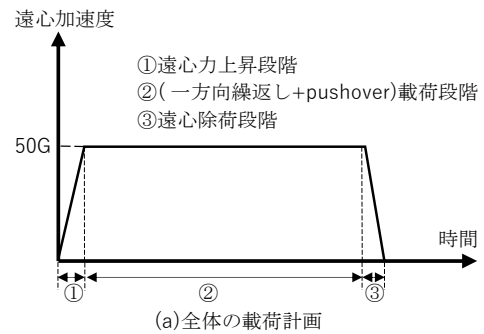 遠心加速度
①遠心力上昇段階
②( 一方向繰返し+pushover)載荷段階
③遠心除荷段階
50G
時間
① ② ③
(a)全体の載荷計画